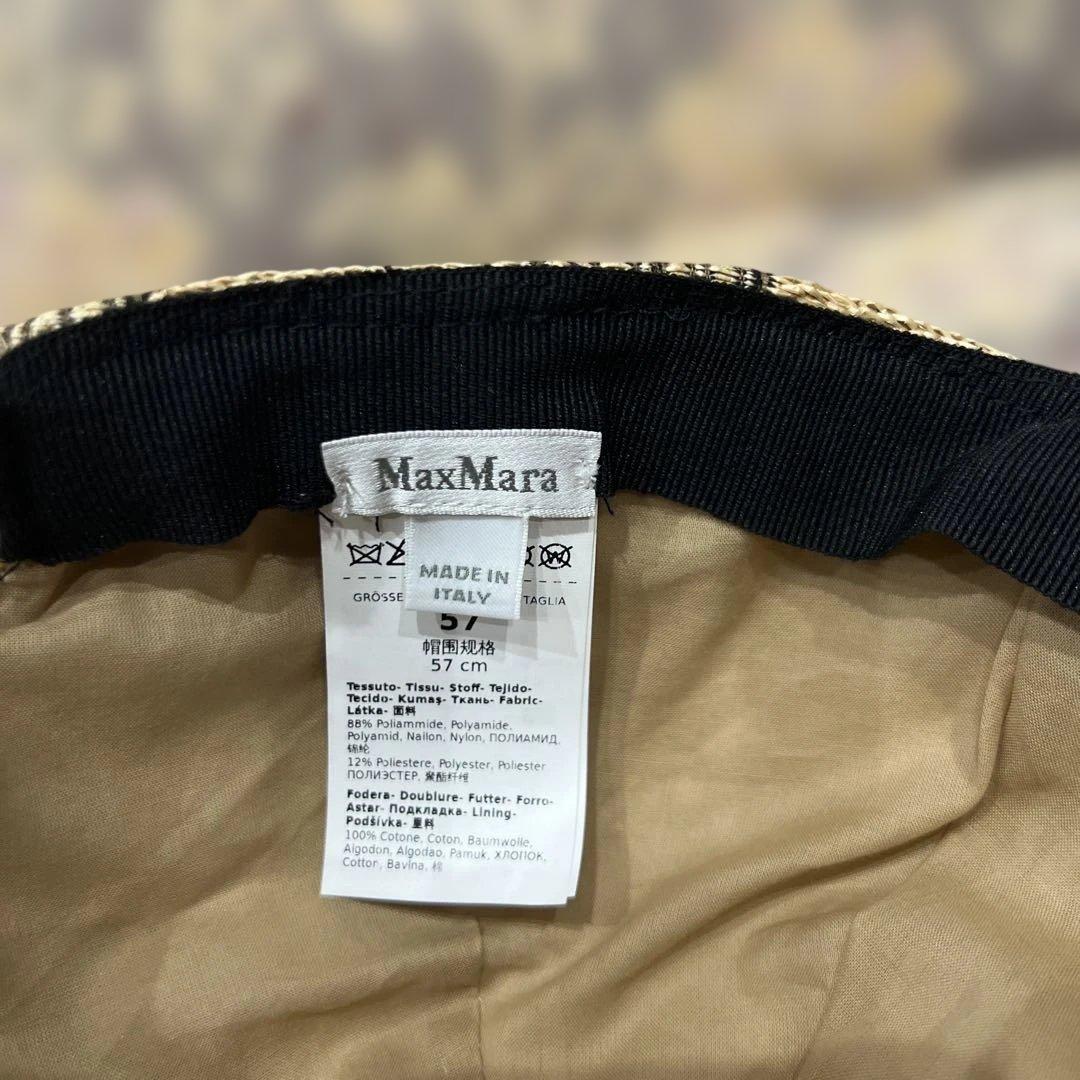 MaxMara
MADE IN
ITALY
GRÖSSE
TAGLIA
57
帽围规格
57 cm
Tessuto- Tissu- Stoff- Tejido-
Tecido- Kumaş- Ткань- Fabric-
Látka- 面料
88% Poliammide, Polyamide,
Polyamid, Nailon, Nylon, ПОЛИАМИД,
锦纶
12% Poliestere, Polyester, Poliester
ПОЛИЭСТЕР, 聚酯纤维
Fodera- Doublure- Futter- Forro-
Astar- Подкладка- Lining-
Podšívka- 里料
100% Cotone, Coton, Baumwolle,
Algodon, Algodao, Pamuk, ХЛОПОК,
Cotton, Bavlna, 棉